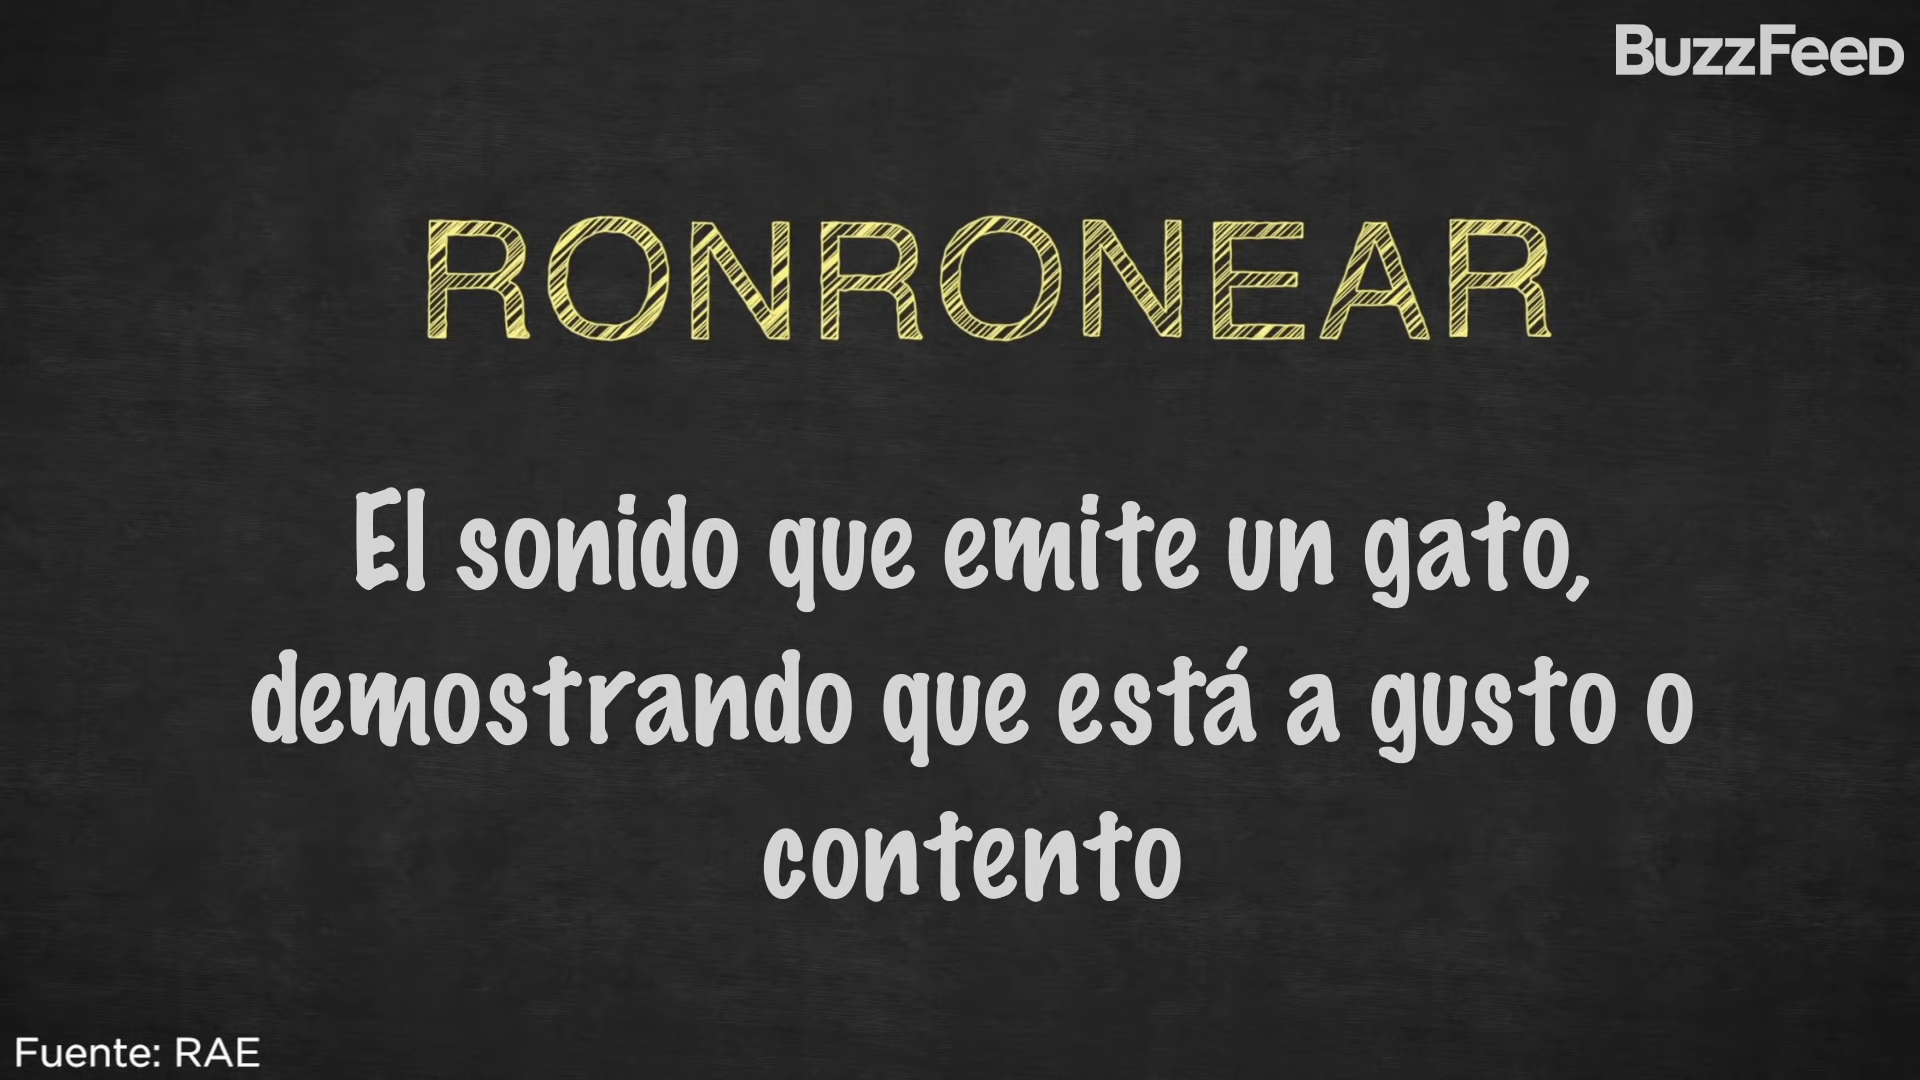 BuzzFeed
RONRONEAR
El sonido que emite un gato,
demostrando que está a gusto o
contento
Fuente: RAE